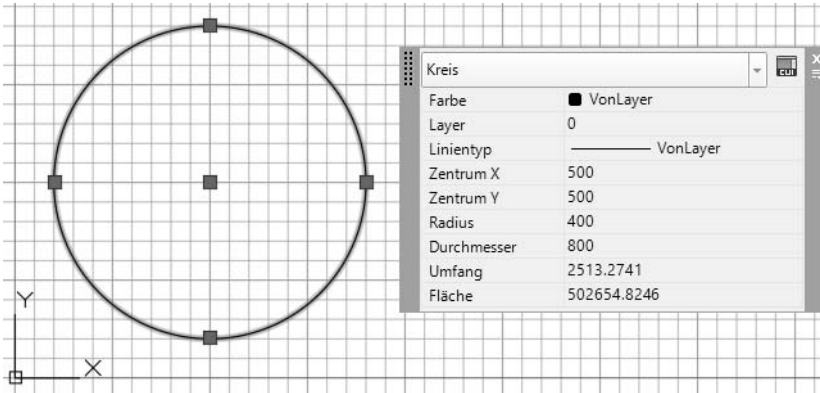 Kreis
CUI
Farbe VonLayer
Layer 0
Linientyp VonLayer
Zentrum X 500
Zentrum Y 500
Radius 400
Durchmesser 800
Umfang 2513.2741
Fläche 502654.8246
Y
X